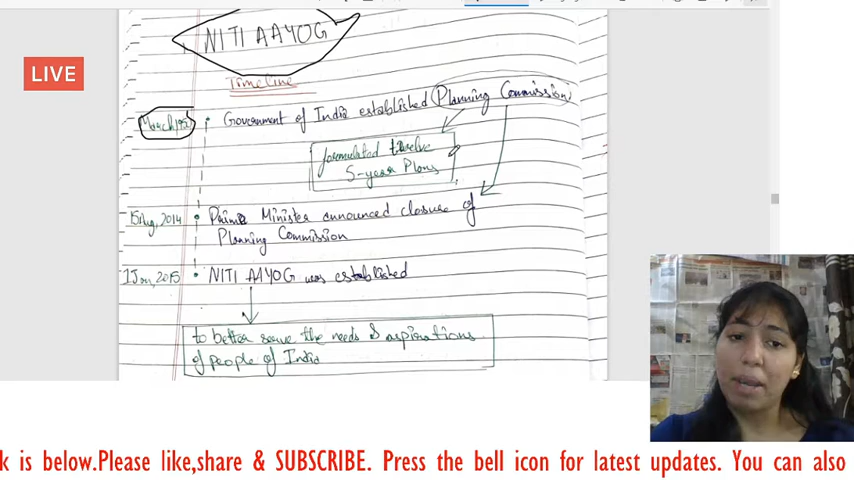 NITI AAYOG
LIVE
Timeline
March,1950
Government of India established Planning Commission
formulated twelve
5-year Plans
15 Aug, 2014
Prime Minister announced closure of
Planning Commission
1 Jan, 2015
NITI AAYOG was established
to better serve the needs & aspirations
of people of India
k is below.Please like,share & SUBSCRIBE. Press the bell icon for latest updates. You can also